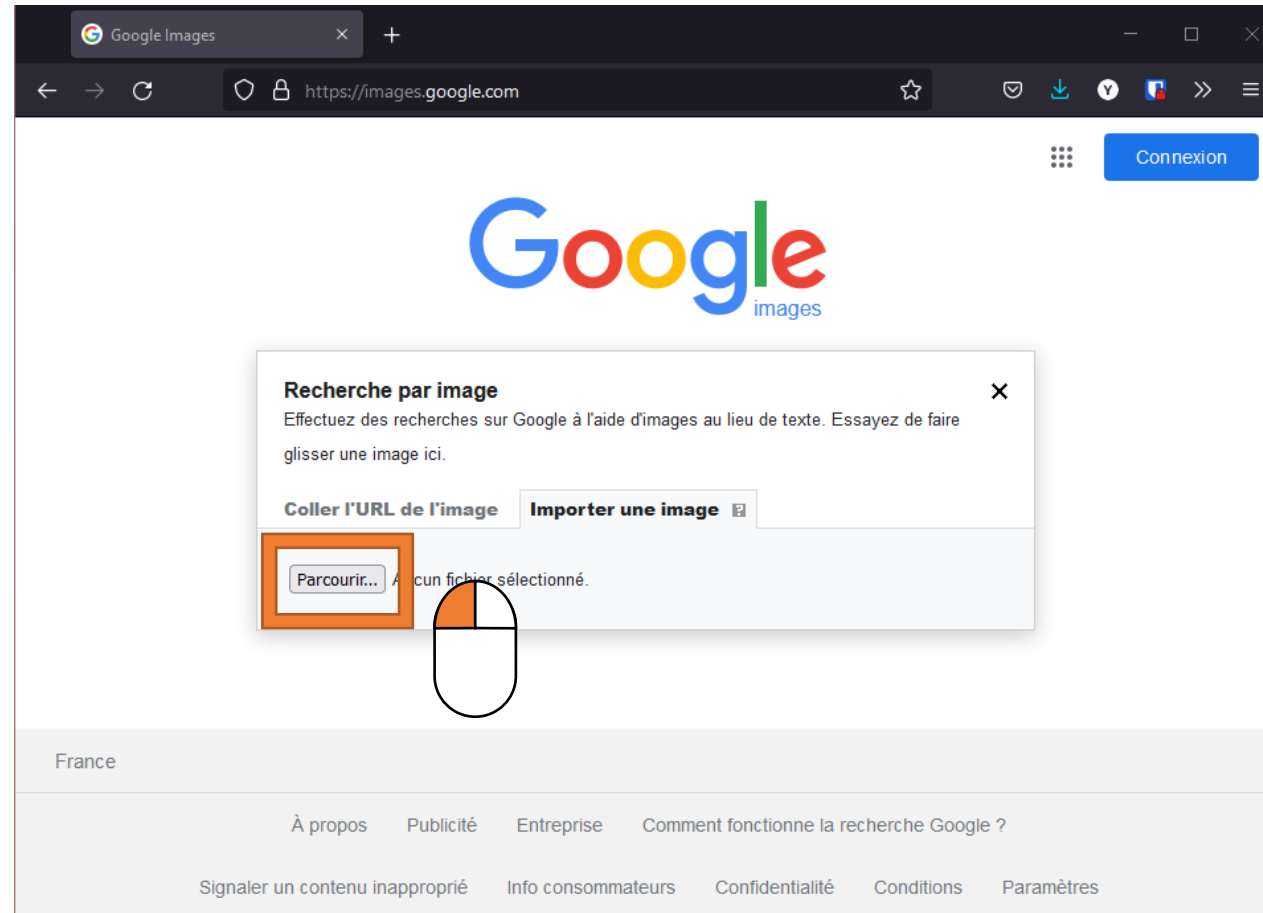 Google Images
https://images.google.com
Y
Connexion
Google
images
Recherche par image
Effectuez des recherches sur Google à l'aide d'images au lieu de texte. Essayez de faire
glisser une image ici.
Coller l'URL de l'image Importer une image ?
Parcourir... Aucun fichier sélectionné.
France
À propos Publicité Entreprise Comment fonctionne la recherche Google ?
Signaler un contenu inapproprié Info consommateurs Confidentialité Conditions Paramètres